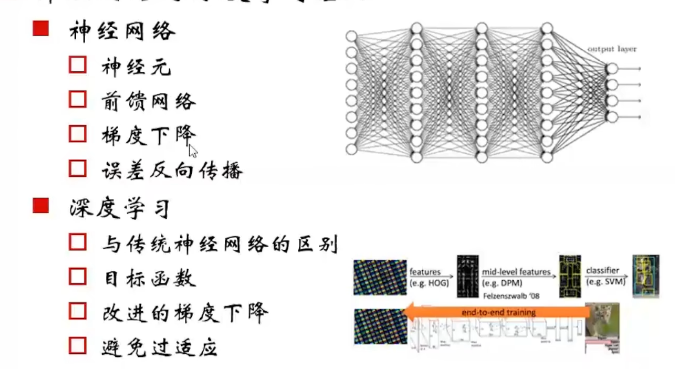 神经网络
神经元
前馈网络
梯度下降
误差反向传播
深度学习
与传统神经网络的区别
目标函数
改进的梯度下降
避免过适应
output layer
features
(e.g. HOG)
mid-level features
(e.g. DPM)
Felzenszwalb '08
classifier
(e.g. SVM)
end-to-end training